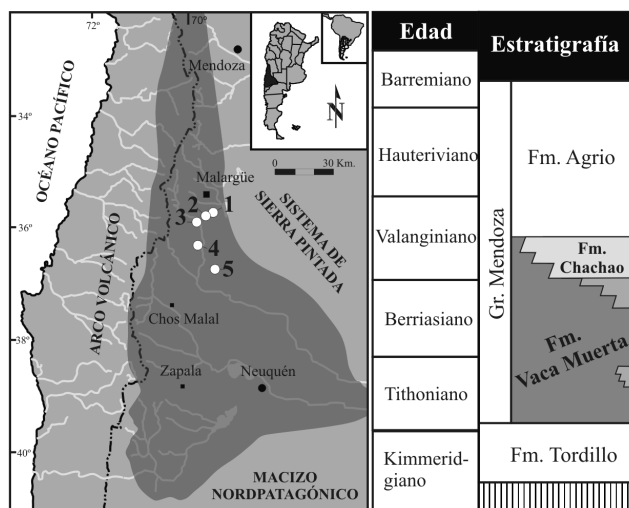 72°
70°
Mendoza
OCÉANO PACÍFICO
34°
N
0
30 Km.
Malargüe
2
1
3
SISTEMA DE
SIERRA PINTADA
36°
4
ARCO VOLCÁNICO
5
Chos Malal
38°
Zapala
Neuquén
40°
MACIZO
NORDPATAGÓNICO
Edad
Estratigrafía
Barremiano
Hauteriviano
Valanginiano
Berriasiano
Tithoniano
Kimmerid-
giano
Gr. Mendoza
Fm. Agrio
Fm.
Chachao
Fm.
Vaca Muerta
Fm. Tordillo